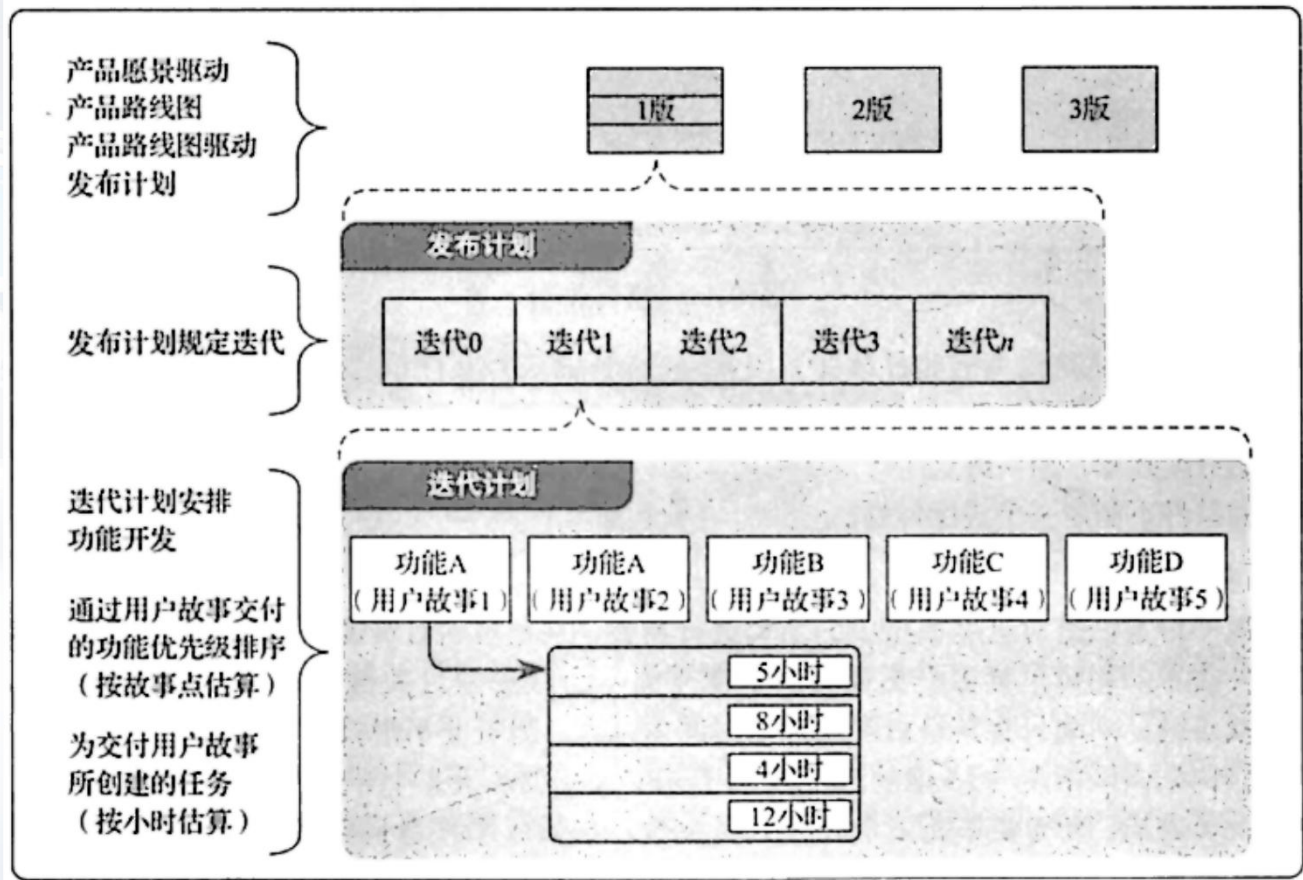 产品愿景驱动
产品路线图
产品路线图驱动
发布计划
1版
2版
3版
发布计划
发布计划规定迭代
迭代0
迭代1
迭代2
迭代3
迭代n
迭代计划
迭代计划安排
功能开发
功能A
(用户故事1)
功能A
(用户故事2)
功能B
(用户故事3)
功能C
(用户故事4)
功能D
(用户故事5)
通过用户故事交付
的功能优先级排序
(按故事点估算)
5小时
8小时
4小时
12小时
为交付用户故事
所创建的任务
(按小时估算)